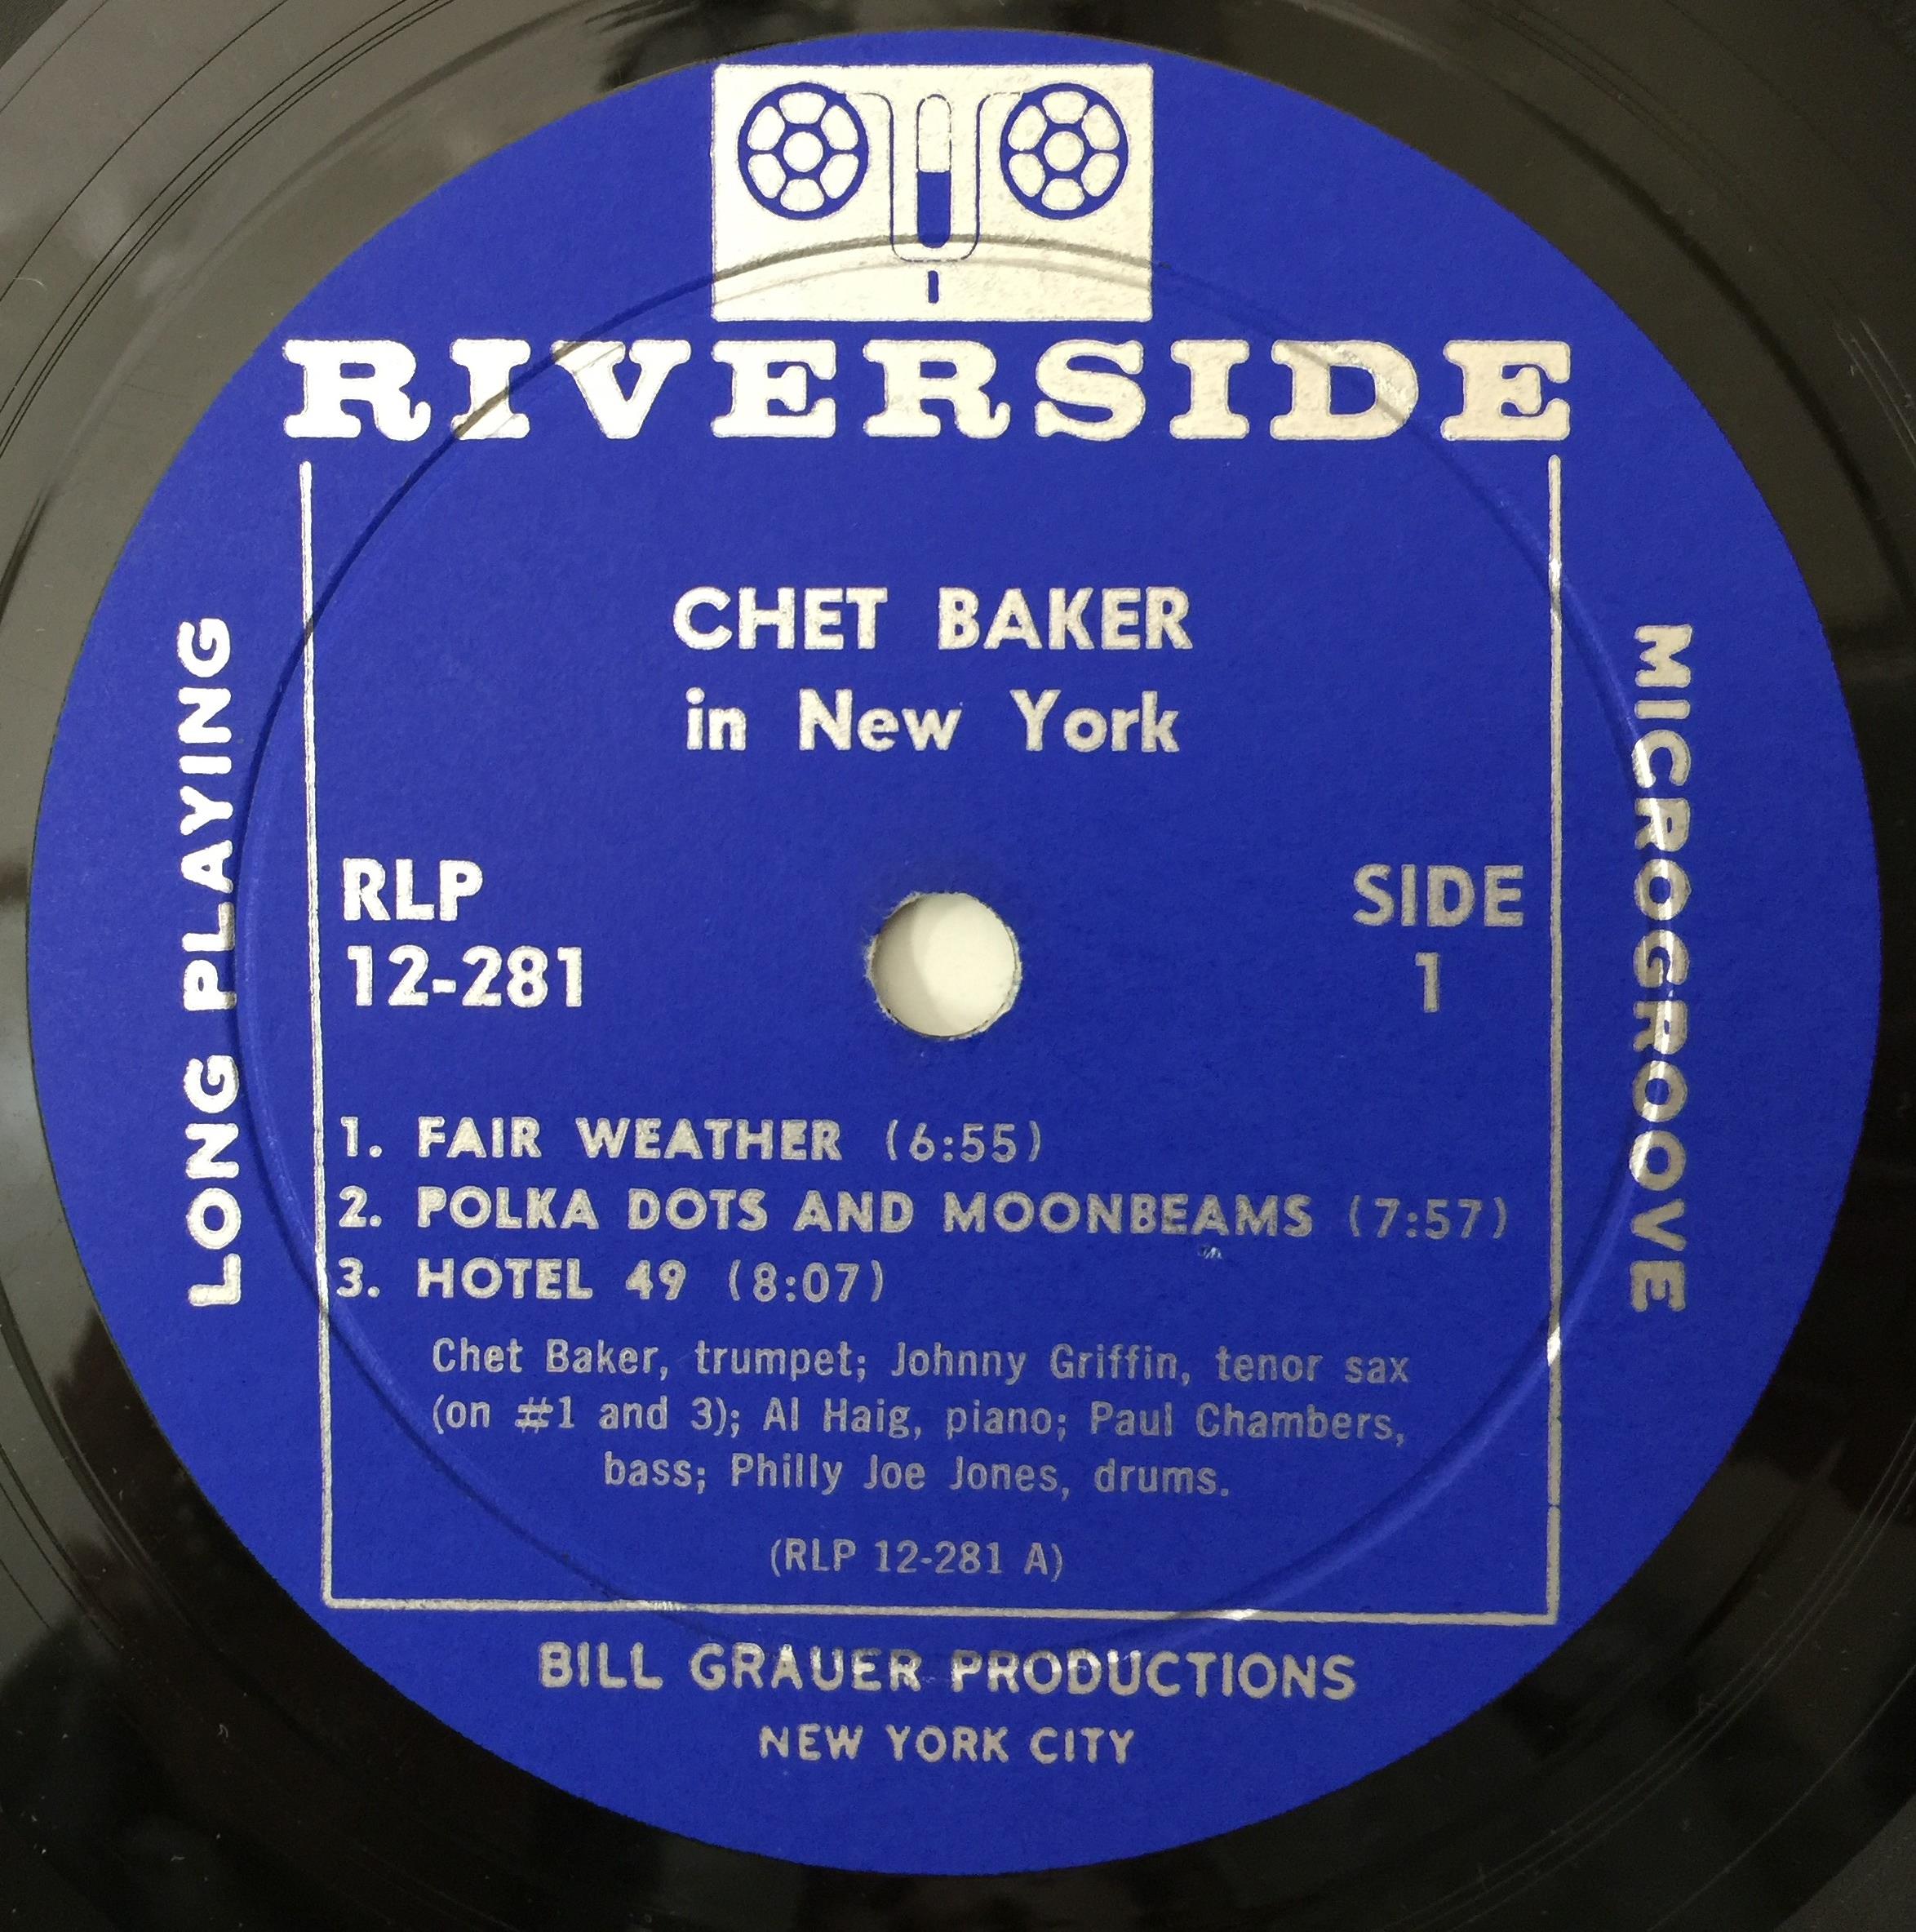 RIVERSIDE
CHET BAKER
in New York
RLP
12-281
SIDE
1
LONG PLAYING
MICROGROOVE
1. FAIR WEATHER (6:55)
2. POLKA DOTS AND MOONBEAMS (7:57)
3. HOTEL 49 (8:07)
Chet Baker, trumpet; Johnny Griffin, tenor sax
(on #1 and 3); Al Haig, piano; Paul Chambers,
bass; Philly Joe Jones, drums.
(RLP 12-281 A)
BILL GRAUER PRODUCTIONS
NEW YORK CITY